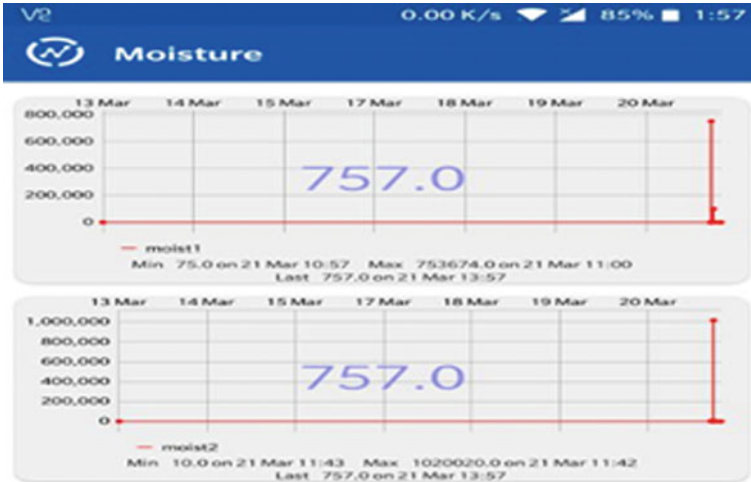 V2 0.00 K/s 85% 1:57
Moisture
13 Mar 14 Mar 15 Mar 17 Mar 18 Mar 19 Mar 20 Mar
800,000
600,000
400,000
200,000
0
757.0
moist1
Min 75.0 on 21 Mar 10:57 Max 753674.0 on 21 Mar 11:00
Last 757.0 on 21 Mar 13:57
13 Mar 14 Mar 15 Mar 17 Mar 18 Mar 19 Mar 20 Mar
1,000,000
800,000
600,000
400,000
200,000
0
757.0
moist2
Min 10.0 on 21 Mar 11:43 Max 1020020.0 on 21 Mar 11:42
Last 757.0 on 21 Mar 13:57